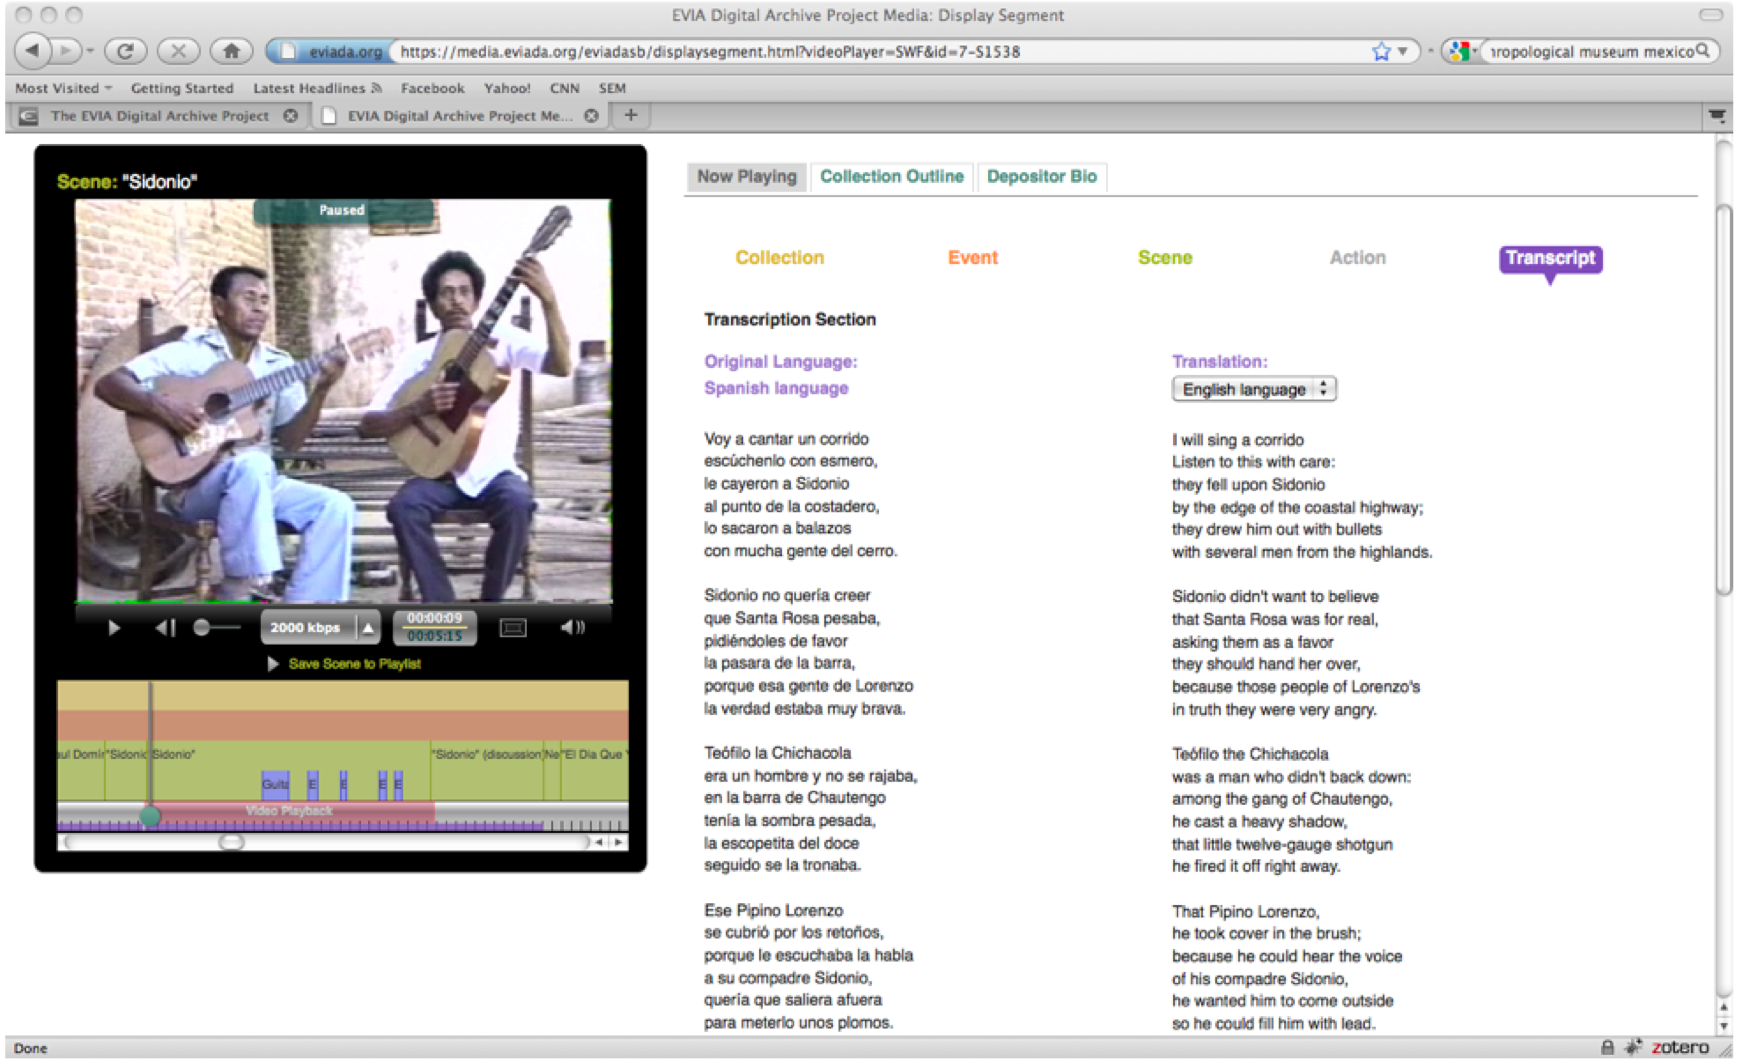 EVIA Digital Archive Project Media: Display Segment
eviada.org https://media.eviada.org/eviadasb/displaysegment.html?videoPlayer=SWF&id=7-S1538
ropological museum mexico
Most Visited Getting Started Latest Headlines Facebook Yahoo! CNN SEM
The EVIA Digital Archive Project EVIA Digital Archive Project Me... +
Scene: "Sidonio"
Paused
2000 kbps
00:00:09
00:05:15
Save Scene to Playlist
aul Domír "Sidonic "Sidonio" "Sidonio" (discussion) Ne "El Dia Que
Guita E E E E
Video Playback
Now Playing Collection Outline Depositor Bio
Collection Event Scene Action Transcript
Transcription Section
Original Language:
Spanish language
Voy a cantar un corrido
escúchenlo con esmero,
le cayeron a Sidonio
al punto de la costadero,
lo sacaron a balazos
con mucha gente del cerro.
Sidonio no quería creer
que Santa Rosa pesaba,
pidiéndoles de favor
la pasara de la barra,
porque esa gente de Lorenzo
la verdad estaba muy brava.
Teófilo la Chichacola
era un hombre y no se rajaba,
en la barra de Chautengo
tenía la sombra pesada,
la escopetita del doce
seguido se la tronaba.
Ese Pipino Lorenzo
se cubrió por los retoños,
porque le escuchaba la habla
a su compadre Sidonio,
quería que saliera afuera
para meterlo unos plomos.
Translation:
English language
I will sing a corrido
Listen to this with care:
they fell upon Sidonio
by the edge of the coastal highway;
they drew him out with bullets
with several men from the highlands.
Sidonio didn't want to believe
that Santa Rosa was for real,
asking them as a favor
they should hand her over,
because those people of Lorenzo's
in truth they were very angry.
Teófilo the Chichacola
was a man who didn't back down:
among the gang of Chautengo,
he cast a heavy shadow,
that little twelve-gauge shotgun
he fired it off right away.
That Pipino Lorenzo,
he took cover in the brush;
because he could hear the voice
of his compadre Sidonio,
he wanted him to come outside
so he could fill him with lead.
Done
zotero